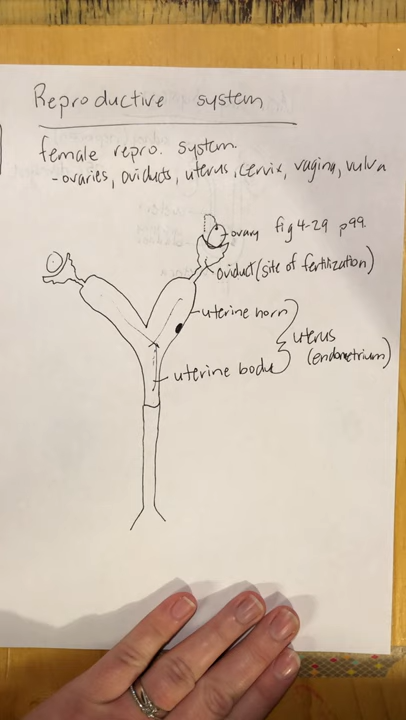 Reproductive system
female repro. system.
-ovaries, oviducts, uterus, cervix, vagina, vulva
ovary fig 4-29 p99.
oviduct (site of fertilization)
uterine horn
uterus
(endometrium)
uterine body